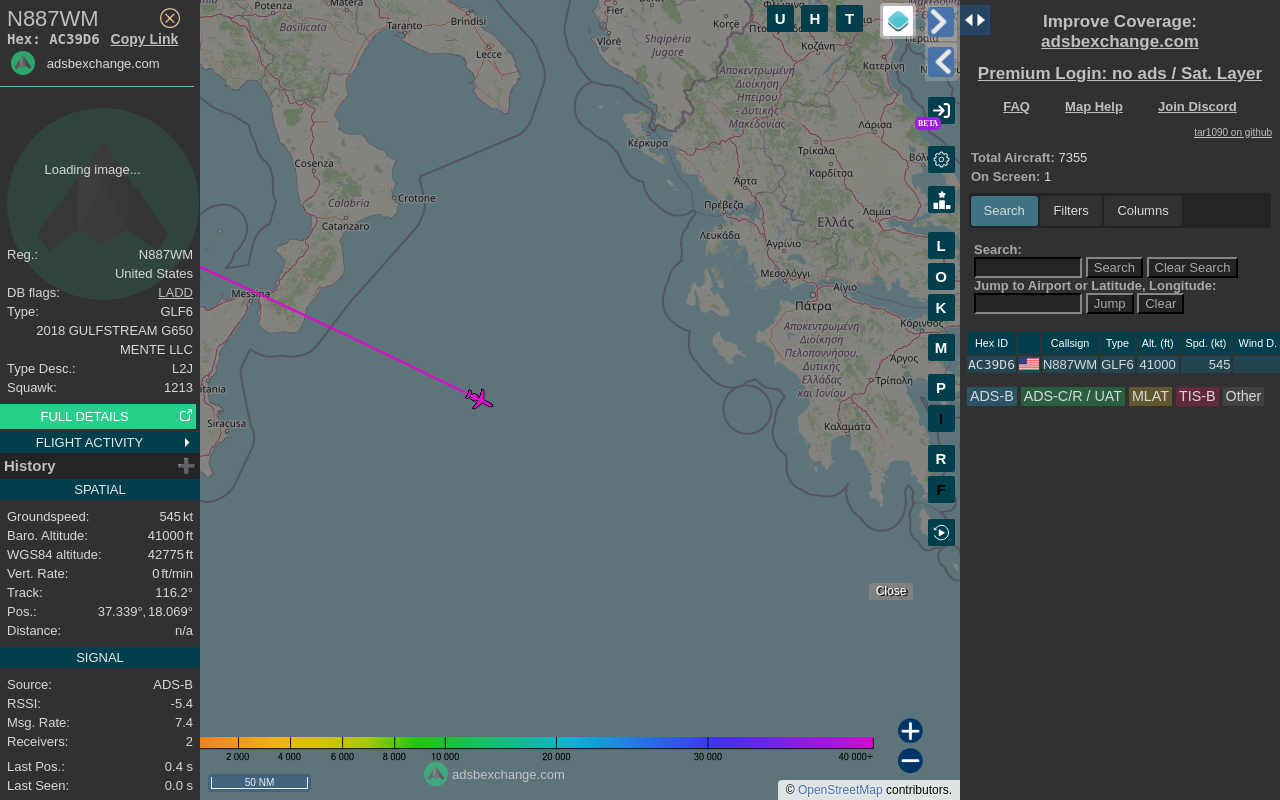 N887WM
Hex: AC39D6 Copy Link
adsbexchange.com
Loading image...
Reg.: N887WM
United States
DB flags: LADD
Type: GLF6
2018 GULFSTREAM G650
MENTE LLC
Type Desc.: L2J
Squawk: 1213
FULL DETAILS
FLIGHT ACTIVITY
History
SPATIAL
Groundspeed: 545 kt
Baro. Altitude: 41000 ft
WGS84 altitude: 42775 ft
Vert. Rate: 0 ft/min
Track: 116.2°
Pos.: 37.339°, 18.069°
Distance: n/a
SIGNAL
Source: ADS-B
RSSI: -5.4
Msg. Rate: 7.4
Receivers: 2
Last Pos.: 0.4 s
Last Seen: 0.0 s
Potenza
Matera
Basilicata
Taranto
Brindisi
Lecce
Cosenza
Crotone
Calabria
Catanzaro
Messina
Siracusa
Fier
Vlorë
Korçë
Shqipëria
Jugore
Κοζάνη
Κατερίνη
Αποκεντρωμένη
Διοίκηση
Ηπείρου
- Δυτικής
Μακεδονίας
Λάρισα
Κέρκυρα
Τρίκαλα
Καρδίτσα
Άρτα
Πρέβεζα
Ελλάς
Λαμία
Λευκάδα
Αγρίνιο
Μεσολόγγι
Αίγιο
Πάτρα
Κόρινθος
Αποκεντρωμένη
Διοίκηση
Πελοποννήσου,
Δυτικής
Ελλάδας
και Ιονίου
Άργος
Τρίπολη
Καλαμάτα
U H T
BETA
L
O
K
M
P
I
R
F
Close
2 000 4 000 6 000 8 000 10 000 20 000 30 000 40 000+
50 NM
adsbexchange.com
© OpenStreetMap contributors.
Improve Coverage:
adsbexchange.com
Premium Login: no ads / Sat. Layer
FAQ Map Help Join Discord
tar1090 on github
Total Aircraft: 7355
On Screen: 1
Search Filters Columns
Search:
Search Clear Search
Jump to Airport or Latitude, Longitude:
Jump Clear
Hex ID Callsign Type Alt. (ft) Spd. (kt) Wind D.
AC39D6 N887WM GLF6 41000 545
ADS-B ADS-C/R / UAT MLAT TIS-B Other